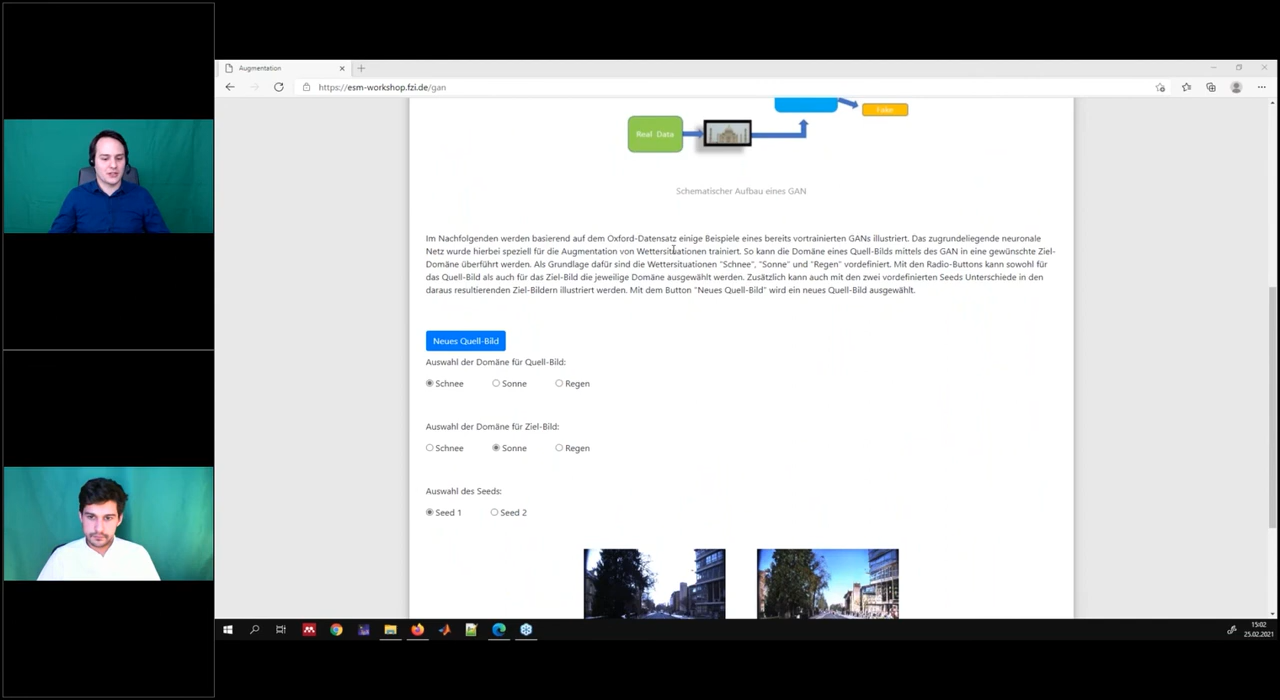 Augmentation
https://esm-workshop.fzi.de/gan
Fake
Real Data
Schematischer Aufbau eines GAN
Im Nachfolgenden werden basierend auf dem Oxford-Datensatz einige Beispiele eines bereits vortrainierten GANs illustriert. Das zugrundeliegende neuronale
Netz wurde hierbei speziell für die Augmentation von Wettersituationen trainiert. So kann die Domäne eines Quell-Bilds mittels des GAN in eine gewünschte Ziel-
Domäne überführt werden. Als Grundlage dafür sind die Wettersituationen "Schnee", "Sonne" und "Regen" vordefiniert. Mit den Radio-Buttons kann sowohl für
das Quell-Bild als auch für das Ziel-Bild die jeweilige Domäne ausgewählt werden. Zusätzlich kann auch mit den zwei vordefinierten Seeds Unterschiede in den
daraus resultierenden Ziel-Bildern illustriert werden. Mit dem Button "Neues Quell-Bild" wird ein neues Quell-Bild ausgewählt.
Neues Quell-Bild
Auswahl der Domäne für Quell-Bild:
Schnee Sonne Regen
Auswahl der Domäne für Ziel-Bild:
Schnee Sonne Regen
Auswahl des Seeds:
Seed 1 Seed 2
15:02
25.02.2021